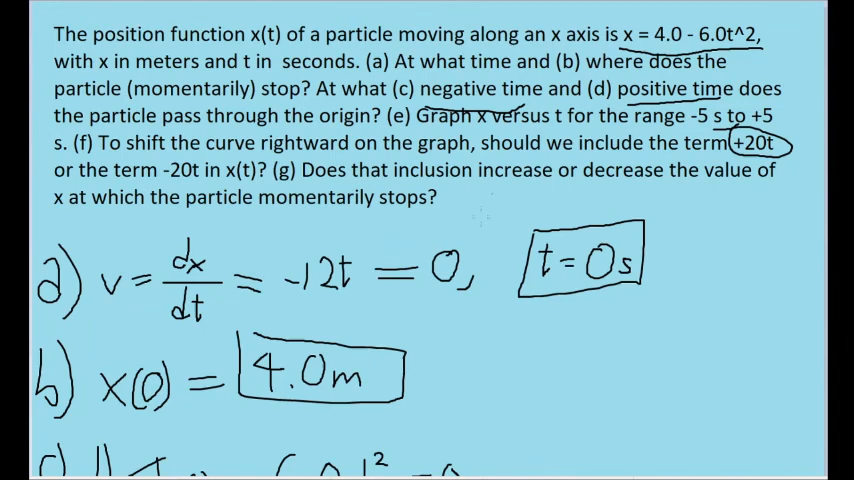 The position function x(t) of a particle moving along an x axis is x = 4.0 - 6.0t^2,
with x in meters and t in  seconds. (a) At what time and (b) where does the
particle (momentarily) stop? At what (c) negative time and (d) positive time does
the particle pass through the origin? (e) Graph x versus t for the range -5 s to +5
s. (f) To shift the curve rightward on the graph, should we include the term +20t
or the term -20t in x(t)? (g) Does that inclusion increase or decrease the value of
x at which the particle momentarily stops?
a) v = dx/dt = -12t = 0, t = 0s
b) x(0) = 4.0m